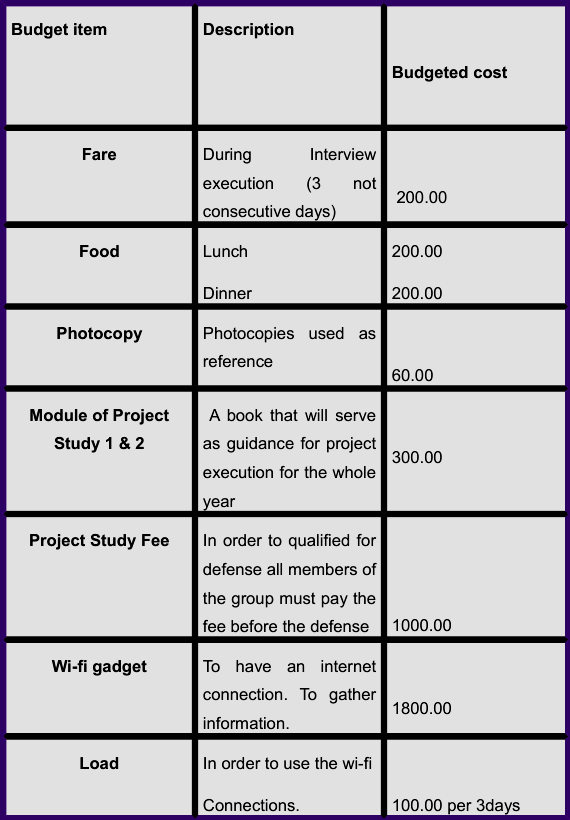 Budget item
Description
Budgeted cost
Fare
During Interview
execution (3 not
consecutive days)
200.00
Food
Lunch
Dinner
200.00
200.00
Photocopy
Photocopies used as
reference
60.00
Module of Project
Study 1 & 2
A book that will serve
as guidance for project
execution for the whole
year
300.00
Project Study Fee
In order to qualified for
defense all members of
the group must pay the
fee before the defense
1000.00
Wi-fi gadget
To have an internet
connection. To gather
information.
1800.00
Load
In order to use the wi-fi
Connections.
100.00 per 3days